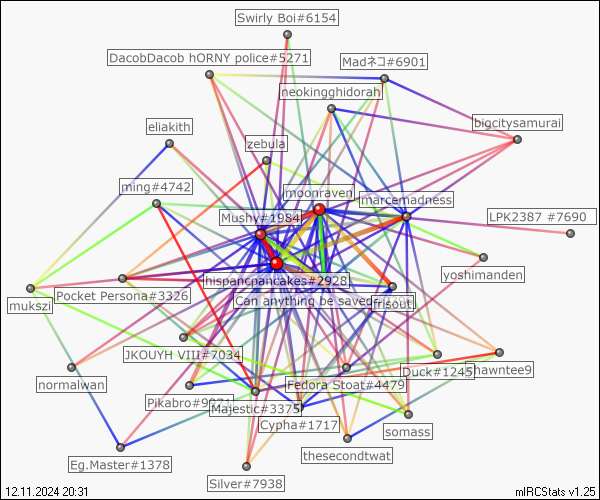 Swirly Boi#6154
DacobDacob hORNY police#5271
Madネコ#6901
neokingghidorah
bigcitysamurai
eliakith
zebula
ming#4742
moonraven
marcemadness
Mushy#1984
LPK2387 #7690
yoshimanden
hispancpancakes#2928
Pocket Persona#3326
Can anything be saved
frisout
mukszi
JKOUYH VIII#7034
Duck#1245
Shawntee9
normalwan
Fedora Stoat#4479
Pikabro#9071
Majestic#3375
Cypha#1717
somass
thesecondtwat
Eg.Master#1378
Silver#7938
12.11.2024 20:31
mIRCStats v1.25